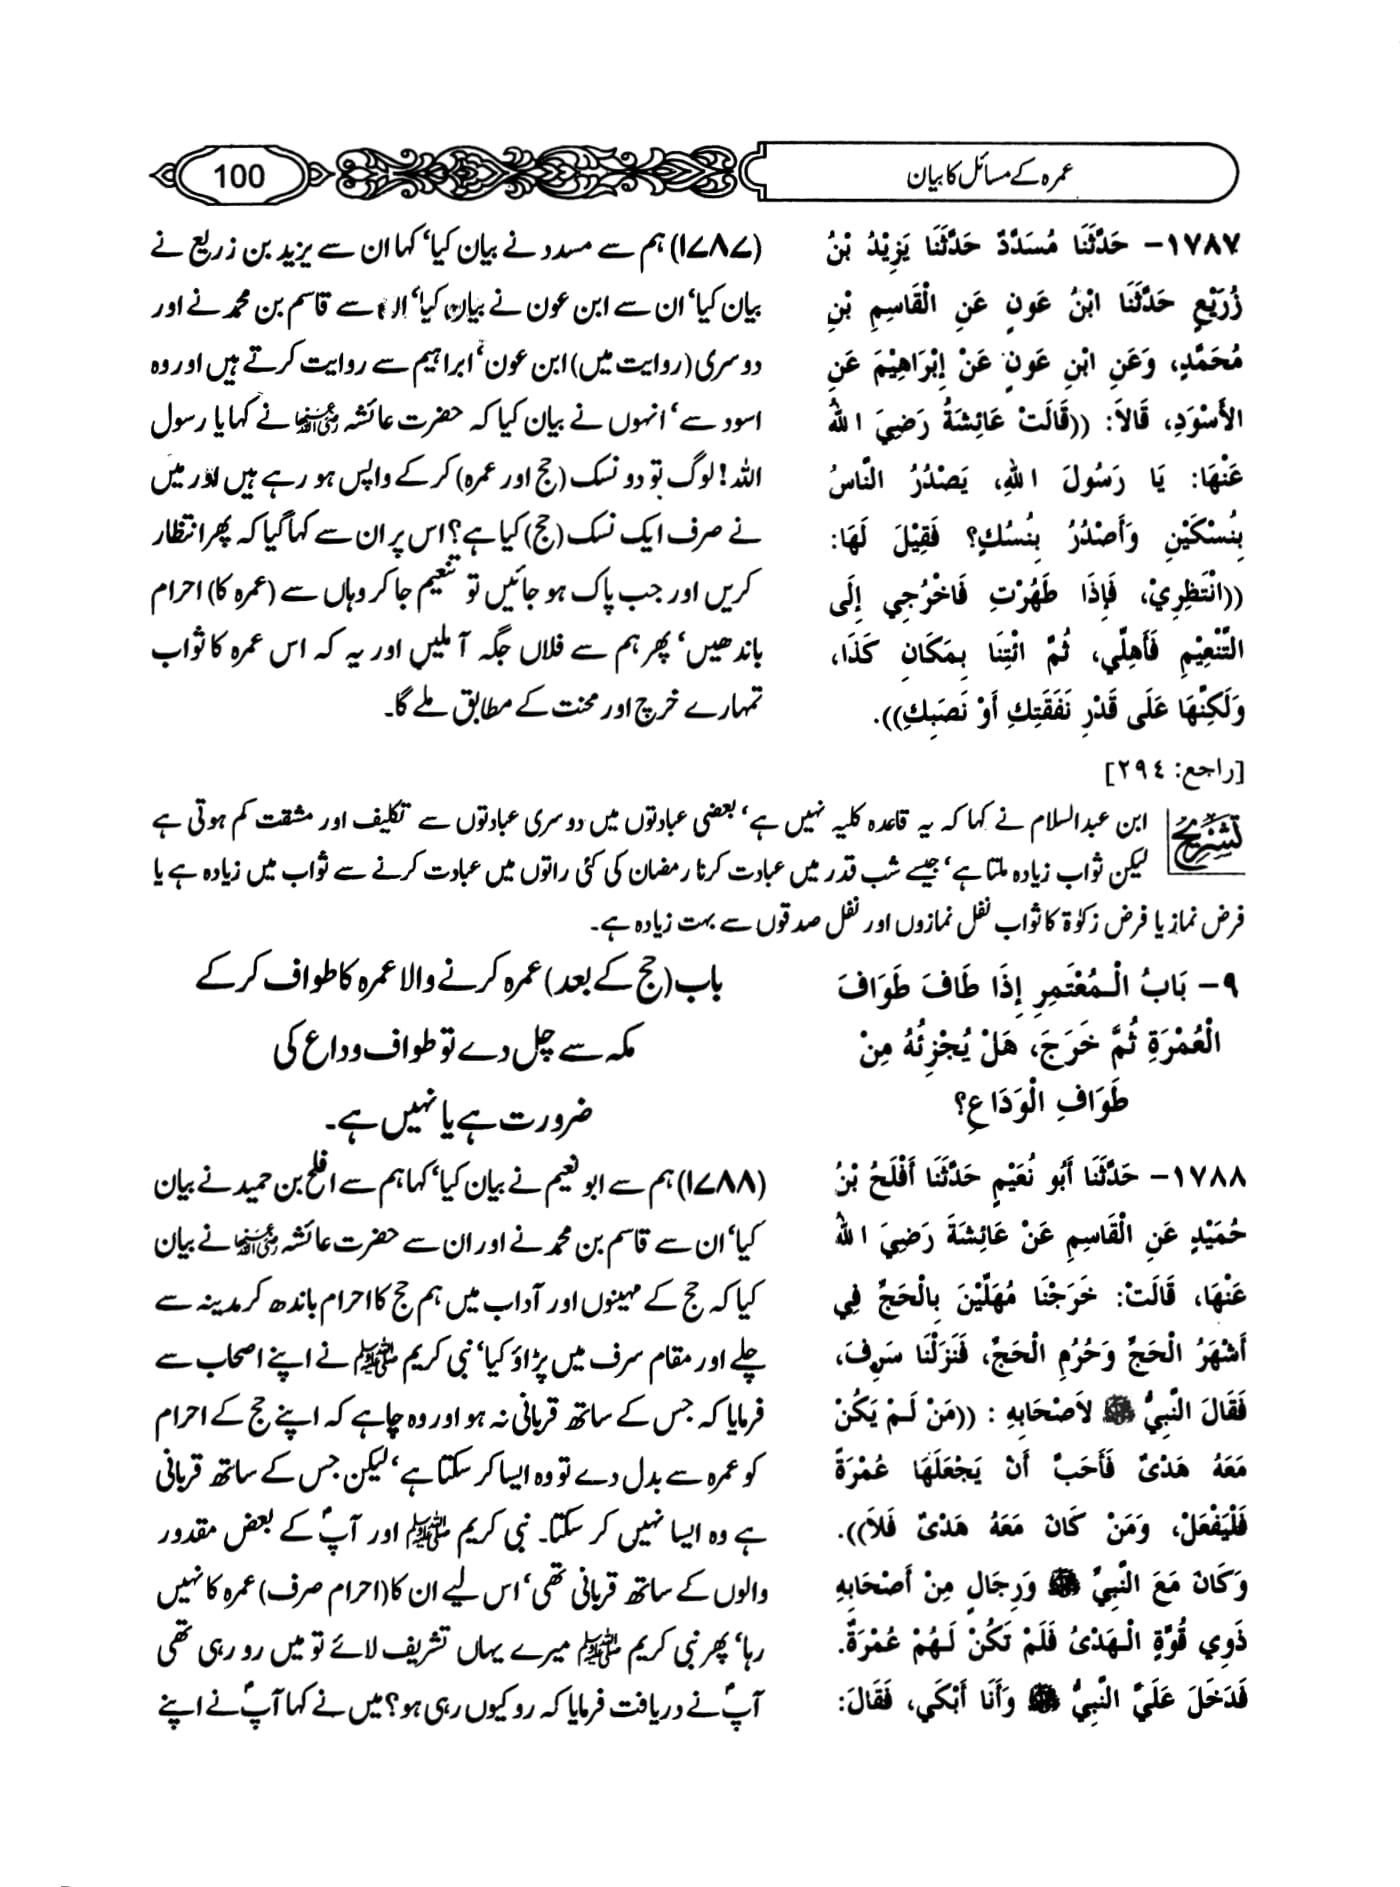 عمرہ کے مسائل کا بیان
100
١٧٨٧– حَدَّثَنَا مُسَدَّدٌ حَدَّثَنَا يَزِيْدُ بْنُ
زُرَيْعٍ حَدَّثَنَا ابْنُ عَونٍ عَنِ الْقَاسِمِ بْنِ
مُحَمَّدٍ، وَعَنِ ابْنِ عَونٍ عَنْ إِبْرَاهِيْمَ عَنِ
الأَسْوَدِ، قَالاَ: ((قَالَتْ عَائِشَةُ رَضِيَ اللهُ
عَنْهَا: يَا رَسُولَ اللهِ، يَصْدُرُ النَّاسُ
بِنُسْكَيْنِ وَأَصْدُرُ بِنُسُكٍ؟ فَقِيْلَ لَهَا:
((انْتَظِرِيْ، فَإِذَا طَهُرْتِ فَاخْرُجِي إِلَى
التَّنْعِيْمِ فَأَهِلِّي، ثُمَّ ائْتِنَا بِمَكَانِ كَذَا،
وَلَكِنَّهَا عَلَى قَدْرِ نَفَقَتِكِ أَوْ نَصَبِكِ)).
[راجع: ٢٩٤]
(۱۷۸۷) ہم سے مسدد نے بیان کیا‘ کہا ان سے یزید بن زریع نے
بیان کیا‘ ان سے ابن عون نے بیان کیا‘ ان سے قاسم بن محمد نے اور
دوسری (روایت میں) ابن عون‘ ابراہیم سے روایت کرتے ہیں اور وہ
اسود سے‘ انہوں نے بیان کیا کہ حضرت عائشہ رضی اللہ عنہا نے کہا یا رسول
اللہ! لوگ تو دو نسک (حج اور عمرہ) کر کے واپس ہو رہے ہیں اور میں
نے صرف ایک نسک (حج) کیا ہے؟ اس پر ان سے کہا گیا کہ پھر انتظار
کریں اور جب پاک ہو جائیں تو تنعیم جا کر وہاں سے (عمرہ کا) احرام
باندھیں‘ پھر ہم سے فلاں جگہ آ ملیں اور یہ کہ اس عمرہ کا ثواب
تمہارے خرچ اور محنت کے مطابق ملے گا۔
تشریح
ابن عبدالسلام نے کہا کہ یہ قاعدہ کلیہ نہیں ہے‘ بعضی عبادتوں میں دوسری عبادتوں سے تکلیف اور مشقت کم ہوتی ہے
لیکن ثواب زیادہ ملتا ہے‘ جیسے شب قدر میں عبادت کرنا رمضان کی کئی راتوں میں عبادت کرنے سے ثواب میں زیادہ ہے یا
فرض نماز یا فرض زکوٰۃ کا ثواب نفل نمازوں اور نفل صدقوں سے بہت زیادہ ہے۔
٩– بَابُ الْـمُعْتَمِرِ إِذَا طَافَ طَوَافَ
الْعُمْرَةِ ثُمَّ خَرَجَ، هَلْ يُجْزِئُهُ مِنْ
طَوَافِ الْوَدَاعِ؟
باب (حج کے بعد) عمرہ کرنے والا عمرہ کا طواف کر کے
مکہ سے چل دے تو طواف وداع کی
ضرورت ہے یا نہیں ہے۔
١٧٨٨– حَدَّثَنَا أَبُو نُعَيْمٍ حَدَّثَنَا أَفْلَحُ بْنُ
حُمَيْدٍ عَنِ الْقَاسِمِ عَنْ عَائِشَةَ رَضِيَ اللهُ
عَنْهَا، قَالَتْ: خَرَجْنَا مُهَلِّيْنَ بِالْحَجِّ فِي
أَشْهُرُ الْحَجِّ وَحُرُمِ الْحَجِّ، فَنَزَلْنَا سَرِفَ،
فَقَالَ النَّبِيُّ ﷺ لأَصْحَابِهِ : ((مَنْ لَـمْ يَكُنْ
مَعَهُ هَدْيٌ فَأَحَبَّ أَنْ يَجْعَلَهَا عُمْرَةً
فَلْيَفْعَلْ، وَمَنْ كَانَ مَعَهُ هَدْيٌ فَلاَ)).
وَكَانَ مَعَ النَّبِيِّ ﷺ وَرِجَالٍ مِنْ أَصْحَابِهِ
ذَوِي قُوَّةٍ الْـهَدْيُ فَلَمْ تَكُنْ لَـهُمْ عُمْرَةً.
فَدَخَلَ عَلَيَّ النَّبِيُّ ﷺ وَأَنَا أَبْكِي، فَقَالَ:
(۱۷۸۸) ہم سے ابو نعیم نے بیان کیا‘ کہا ہم سے افلح بن حمید نے بیان
کیا‘ ان سے قاسم بن محمد نے اور ان سے حضرت عائشہ رضی اللہ عنہا نے بیان
کیا کہ حج کے مہینوں اور آداب میں ہم حج کا احرام باندھ کر مدینہ سے
چلے اور مقام سرف میں پڑاؤ کیا‘ نبی کریم ﷺ نے اپنے اصحاب سے
فرمایا کہ جس کے ساتھ قربانی نہ ہو اور وہ چاہے کہ اپنے حج کے احرام
کو عمرہ سے بدل دے تو وہ ایسا کر سکتا ہے‘ لیکن جس کے ساتھ قربانی
ہے وہ ایسا نہیں کر سکتا۔ نبی کریم ﷺ اور آپؐ کے بعض مقدور
والوں کے ساتھ قربانی تھی‘ اس لیے ان کا (احرام صرف) عمرہ کا نہیں
رہا‘ پھر نبی کریم ﷺ میرے یہاں تشریف لائے تو میں رو رہی تھی
آپؐ نے دریافت فرمایا کہ رو کیوں رہی ہو؟ میں نے کہا آپؐ نے اپنے